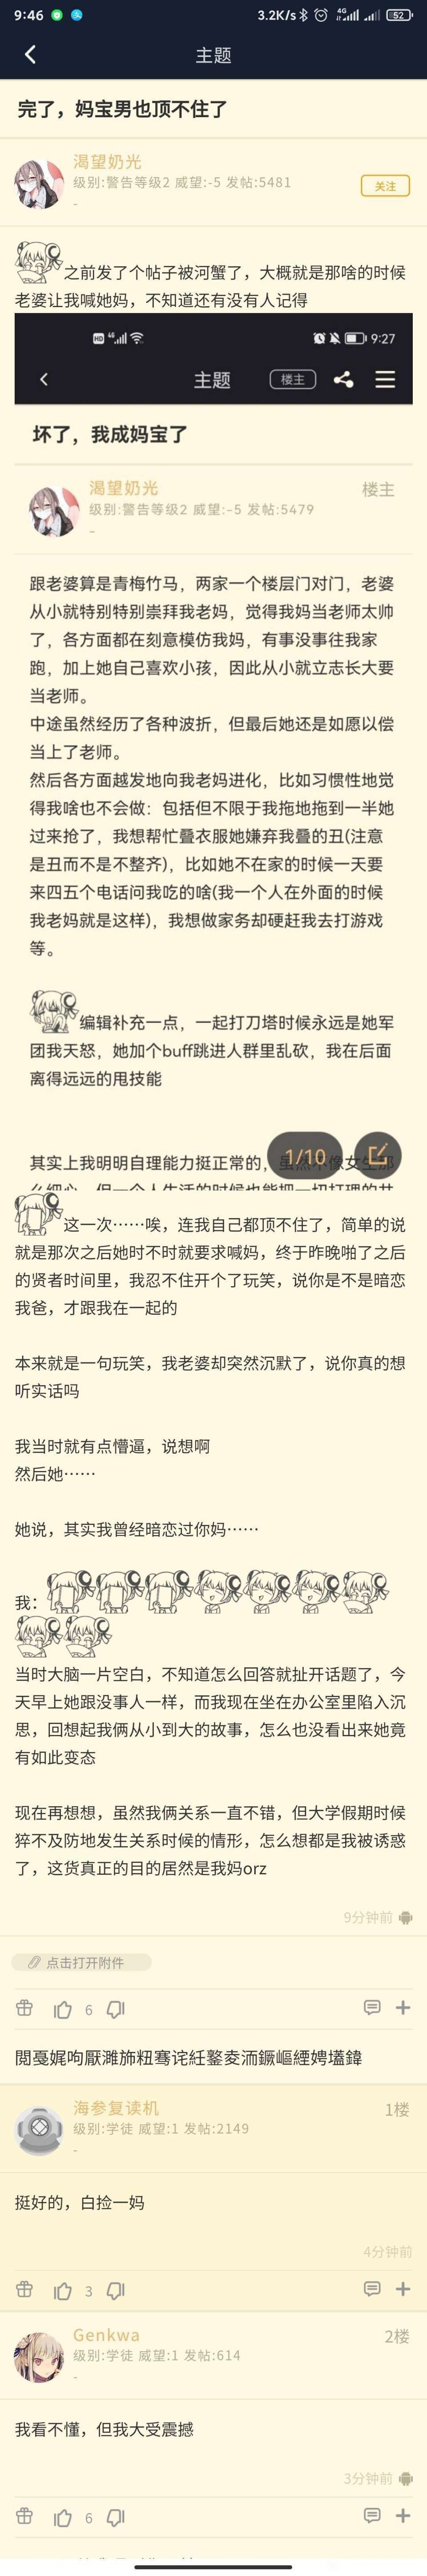 9:46
3.2K/s
4G
52
主题
完了，妈宝男也顶不住了
渴望奶光
级别:警告等级2 威望:-5 发帖:5481
-
关注
之前发了个帖子被河蟹了，大概就是那啥的时候
老婆让我喊她妈，不知道还有没有人记得
HD 4G
9:27
主题
楼主
坏了，我成妈宝了
渴望奶光
楼主
级别:警告等级2 威望:-5 发帖:5479
-
跟老婆算是青梅竹马，两家一个楼层门对门，老婆
从小就特别特别崇拜我老妈，觉得我妈当老师太帅
了，各方面都在刻意模仿我妈，有事没事往我家
跑，加上她自己喜欢小孩，因此从小就立志长大要
当老师。
中途虽然经历了各种波折，但最后她还是如愿以偿
当上了老师。
然后各方面越发地向我老妈进化，比如习惯性地觉
得我啥也不会做：包括但不限于我拖地拖到一半她
过来抢了，我想帮忙叠衣服她嫌弃我叠的丑(注意
是丑而不是不整齐)，比如她不在家的时候一天要
来四五个电话问我吃的啥(我一个人在外面的时候
我老妈就是这样)，我想做家务却硬赶我去打游戏
等。
编辑补充一点，一起打刀塔时候永远是她军
团我天怒，她加个buff跳进人群里乱砍，我在后面
离得远远的甩技能
1/10
其实上我明明自理能力挺正常的，虽然不像女生那
么细心，但一个人生活的时候也能把一切打理的井
这一次……唉，连我自己都顶不住了，简单的说
就是那次之后她时不时就要求喊妈，终于昨晚啪了之后
的贤者时间里，我忍不住开个了玩笑，说你是不是暗恋
我爸，才跟我在一起的
本来就是一句玩笑，我老婆却突然沉默了，说你真的想
听实话吗
我当时就有点懵逼，说想啊
然后她……
她说，其实我曾经暗恋过你妈……
我：
当时大脑一片空白，不知道怎么回答就扯开话题了，今
天早上她跟没事人一样，而我现在坐在办公室里陷入沉
思，回想起我俩从小到大的故事，怎么也没看出来她竟
有如此变态
现在再想想，虽然我俩关系一直不错，但大学假期时候
猝不及防地发生关系时候的情形，怎么想都是我被诱惑
了，这货真正的目的居然是我妈orz
9分钟前
点击打开附件
6
海参复读机
1楼
级别:学徒 威望:1 发帖:2149
-
挺好的，白捡一妈
4分钟前
3
Genkwa
2楼
级别:学徒 威望:1 发帖:614
-
我看不懂，但我大受震撼
3分钟前
6